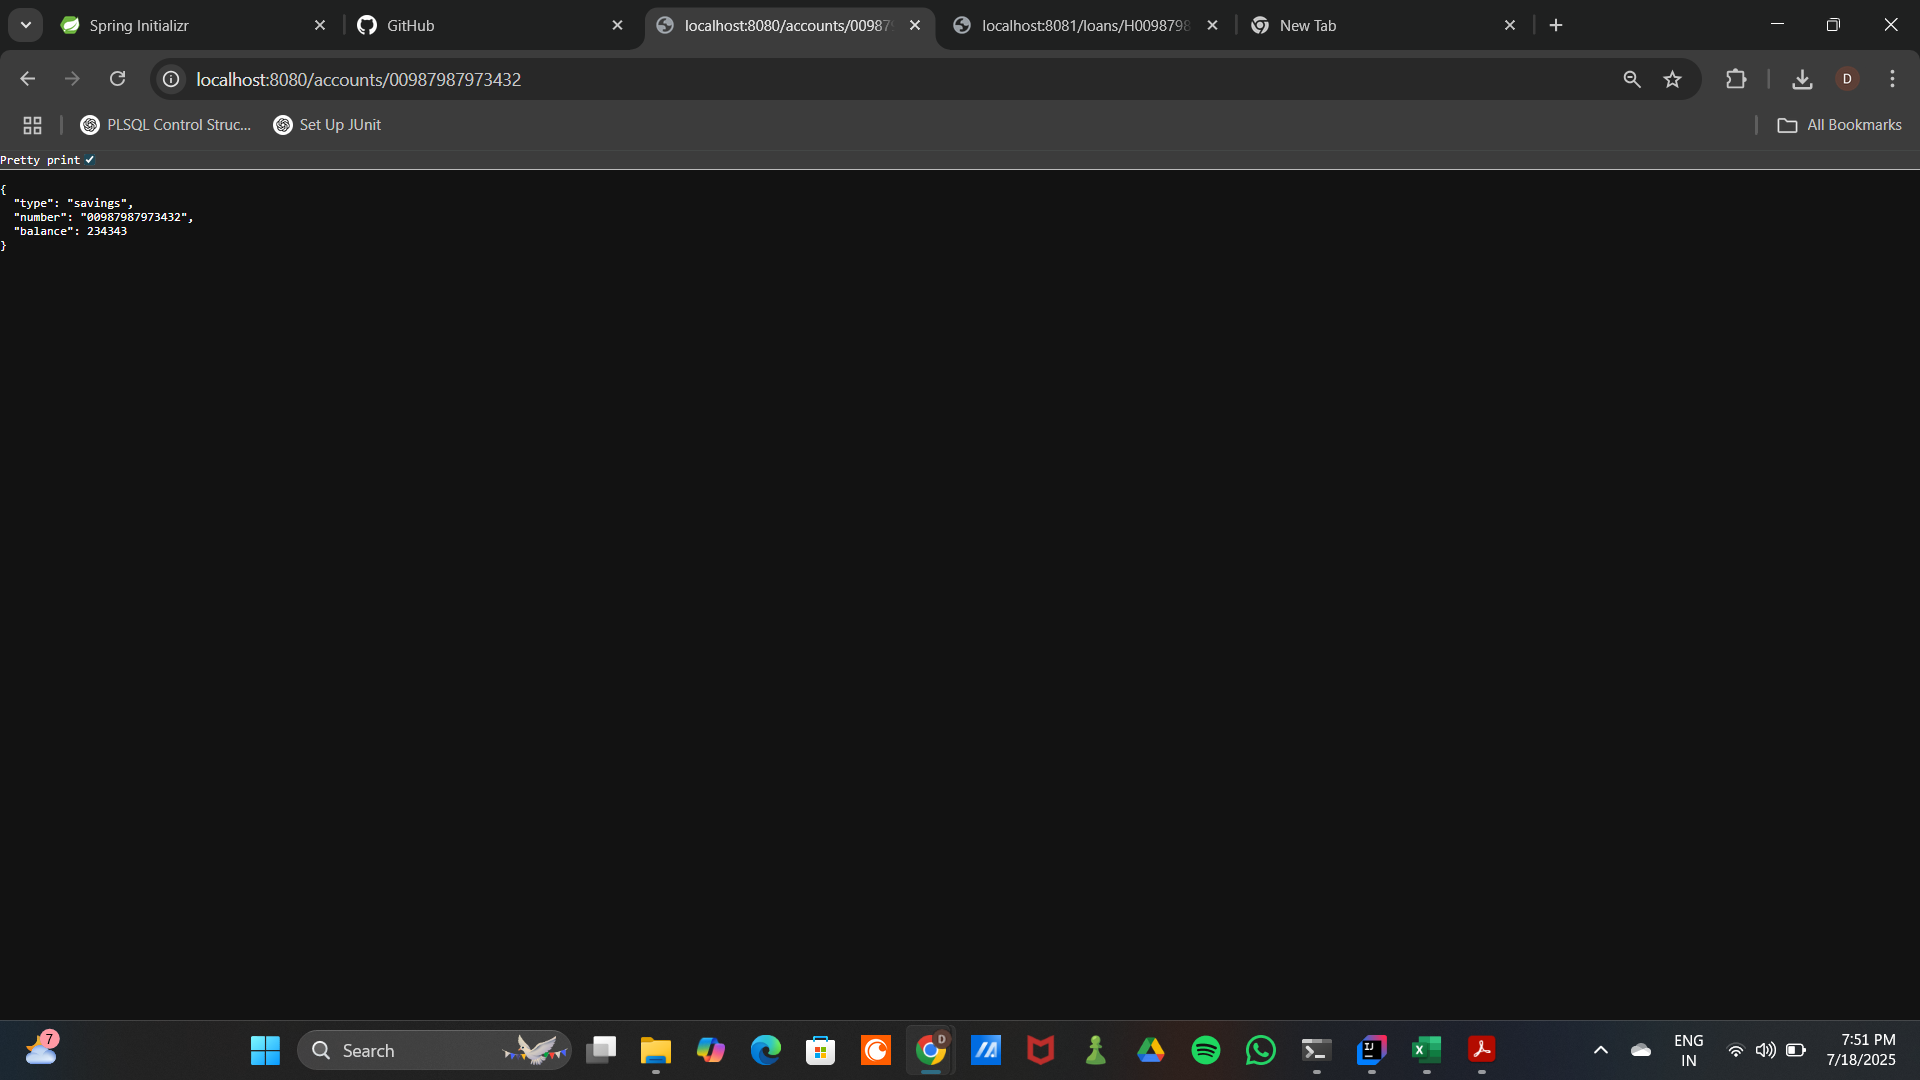 Spring Initializr
GitHub
localhost:8080/accounts/00987
localhost:8081/loans/H0098798
New Tab
localhost:8080/accounts/00987987973432
D
PLSQL Control Struc...
Set Up JUnit
All Bookmarks
Pretty print
{
  "type": "savings",
  "number": "00987987973432",
  "balance": 234343
}
7
Search
D
ENG
IN
7:51 PM
7/18/2025